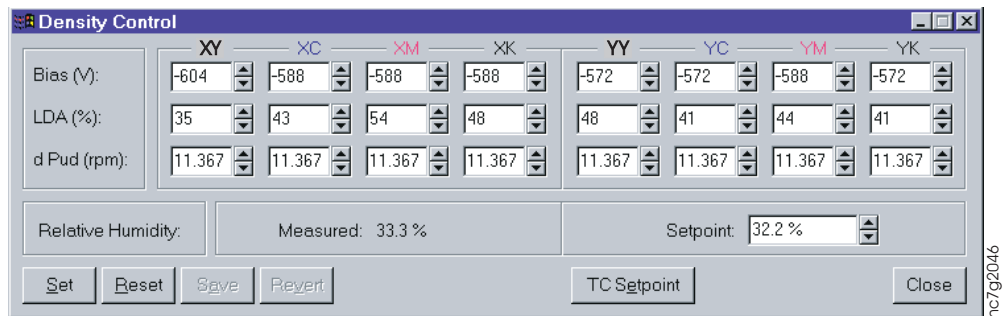 Density Control
XY XC XM XK YY YC YM YK
Bias (V): -604 -588 -588 -588 -572 -572 -588 -572
LDA (%): 35 43 54 48 48 41 44 41
d Pud (rpm): 11.367 11.367 11.367 11.367 11.367 11.367 11.367 11.367
Relative Humidity: Measured: 33.3 % Setpoint: 32.2 %
Set Reset Save Revert TC Setpoint Close
hc7g2046